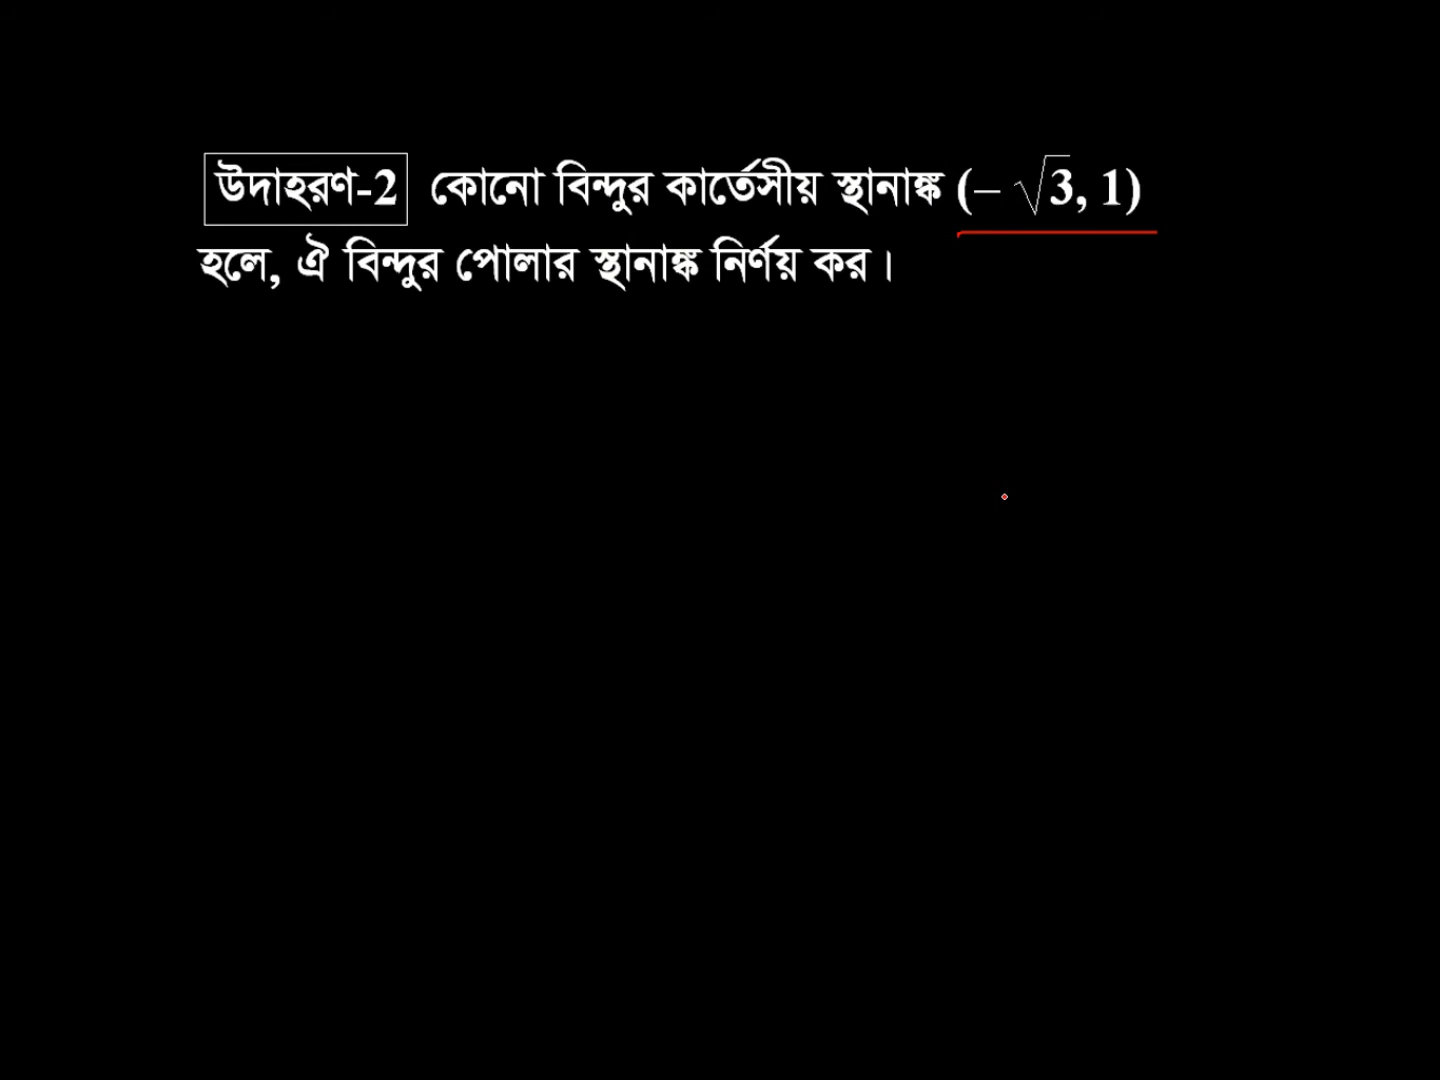 উদাহরণ-2 কোনো বিন্দুর কার্তেসীয় স্থানাঙ্ক (– √3, 1)
হলে, ঐ বিন্দুর পোলার স্থানাঙ্ক নির্ণয় কর।